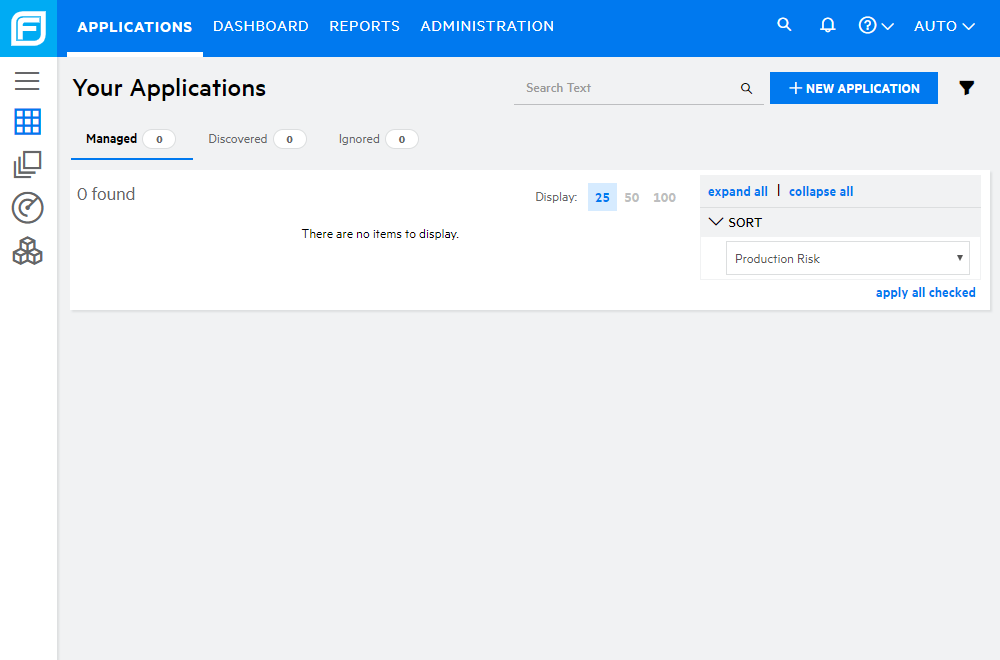 APPLICATIONS DASHBOARD REPORTS ADMINISTRATION AUTO
Your Applications
Search Text
NEW APPLICATION
Managed 0 Discovered 0 Ignored 0
0 found
Display: 25 50 100
There are no items to display.
expand all | collapse all
SORT
Production Risk
apply all checked